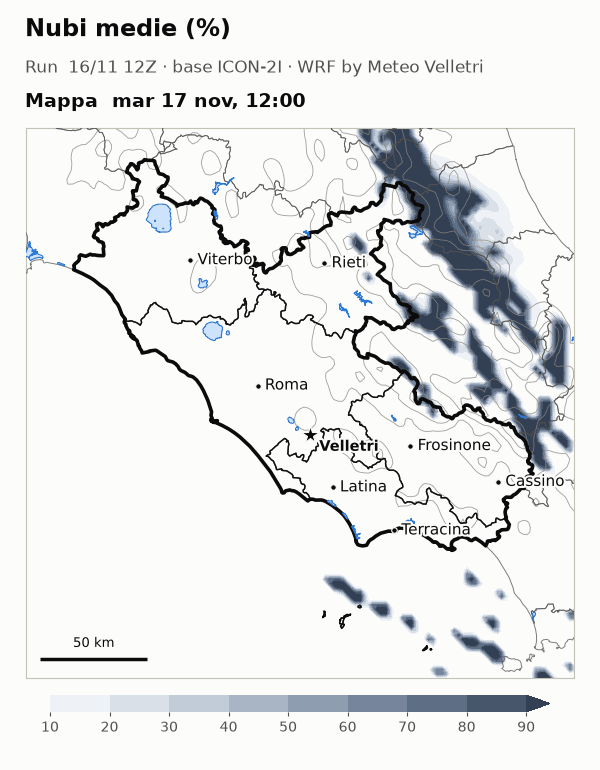 Nubi medie (%)
Run 16/11 12Z · base ICON-2I · WRF by Meteo Velletri
Mappa mar 17 nov, 12:00
Viterbo
Rieti
Roma
Velletri
Frosinone
Latina
Cassino
Terracina
50 km
10 20 30 40 50 60 70 80 90